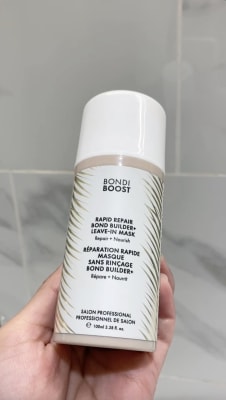 BONDI
BOOST
RAPID REPAIR
BOND BUILDER+
LEAVE-IN MASK
Repair + Nourish
RÉPARATION RAPIDE
MASQUE
SANS RINÇAGE
BOND BUILDER+
Répare + Nourrit
SALON PROFESSIONAL
PROFESSIONNEL DE SALON
100ml 3.38 fl. oz.